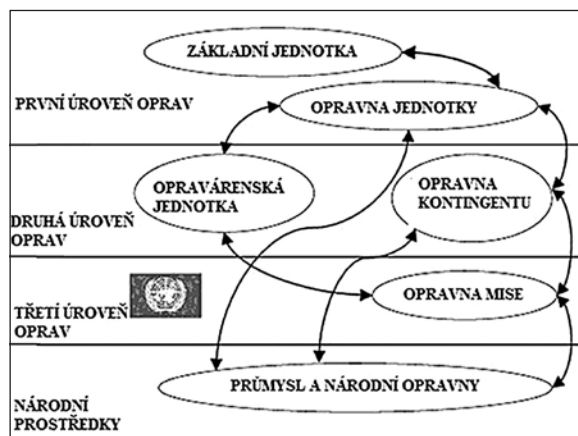 ZÁKLADNÍ JEDNOTKA
PRVNÍ ÚROVEŇ OPRAV
OPRAVNA JEDNOTKY
OPRAVÁRENSKÁ
JEDNOTKA
OPRAVNA
KONTINGENTU
DRUHÁ ÚROVEŇ
OPRAV
TŘETÍ ÚROVEŇ
OPRAV
OPRAVNA MISE
PRŮMYSL A NÁRODNÍ OPRAVNY
NÁRODNÍ
PROSTŘEDKY